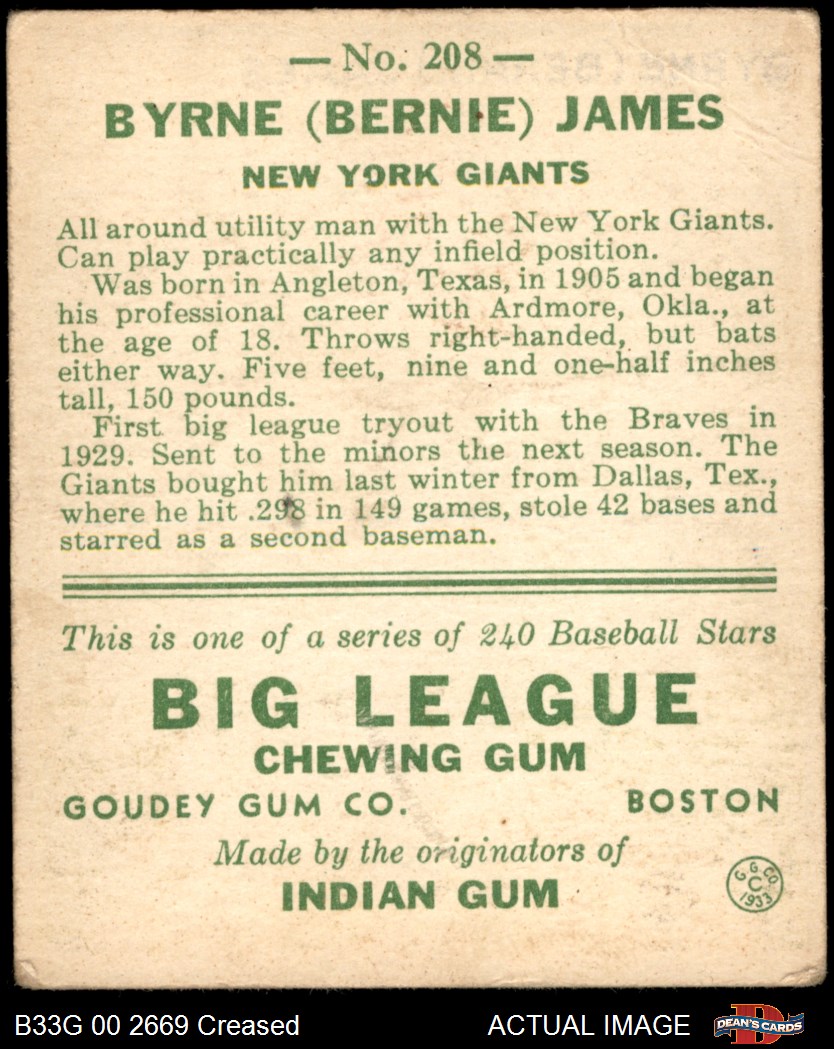 — No. 208 —
BYRNE (BERNIE) JAMES
NEW YORK GIANTS
All around utility man with the New York Giants.
Can play practically any infield position.
Was born in Angleton, Texas, in 1905 and began
his professional career with Ardmore, Okla., at
the age of 18. Throws right-handed, but bats
either way. Five feet, nine and one-half inches
tall, 150 pounds.
First big league tryout with the Braves in
1929. Sent to the minors the next season. The
Giants bought him last winter from Dallas, Tex.,
where he hit .298 in 149 games, stole 42 bases and
starred as a second baseman.
This is one of a series of 240 Baseball Stars
BIG LEAGUE
CHEWING GUM
GOUDEY GUM CO. BOSTON
Made by the originators of
INDIAN GUM
G. G. CO
C
1933
B33G 00 2669 Creased ACTUAL IMAGE
D
DEAN'S CARDS